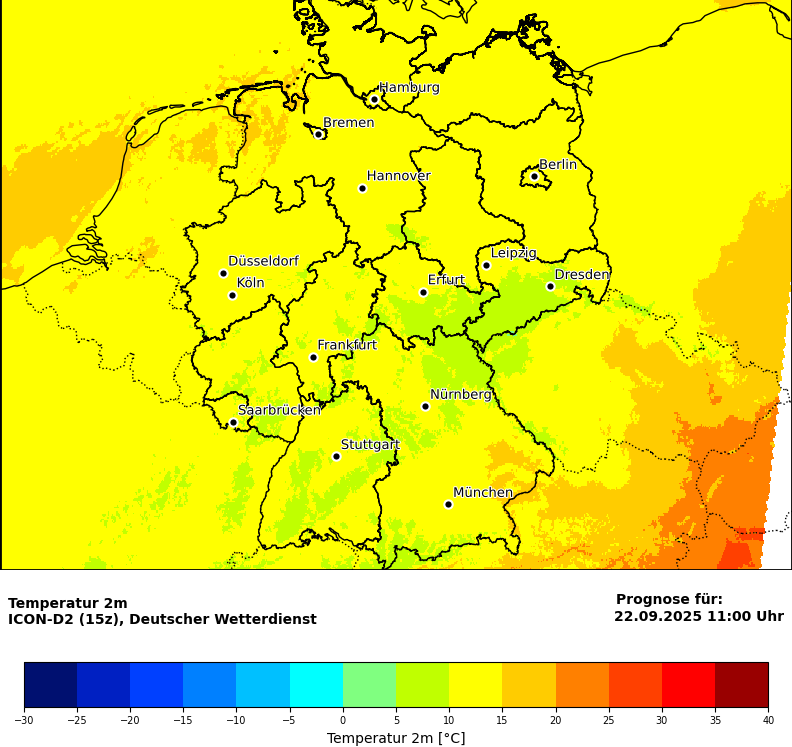 Hamburg
Bremen
Berlin
Hannover
Leipzig
Düsseldorf
Dresden
Köln
Erfurt
Frankfurt
Nürnberg
Saarbrücken
Stuttgart
München
Temperatur 2m
ICON-D2 (15z), Deutscher Wetterdienst
Prognose für:
22.09.2025 11:00 Uhr
−30 −25 −20 −15 −10 −5 0 5 10 15 20 25 30 35 40
Temperatur 2m [°C]